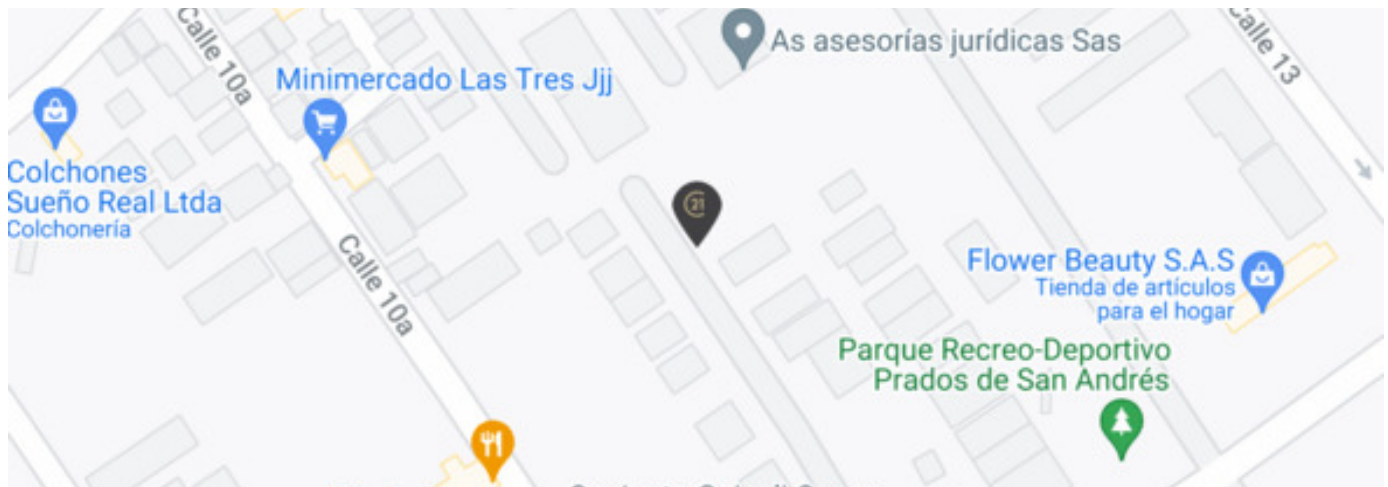 Calle 10a
As asesorías jurídicas Sas
Calle 13
Minimercado Las Tres Jjj
Colchones
Sueño Real Ltda
Colchonería
21
Calle 10a
Flower Beauty S.A.S
Tienda de artículos
para el hogar
Parque Recreo-Deportivo
Prados de San Andrés